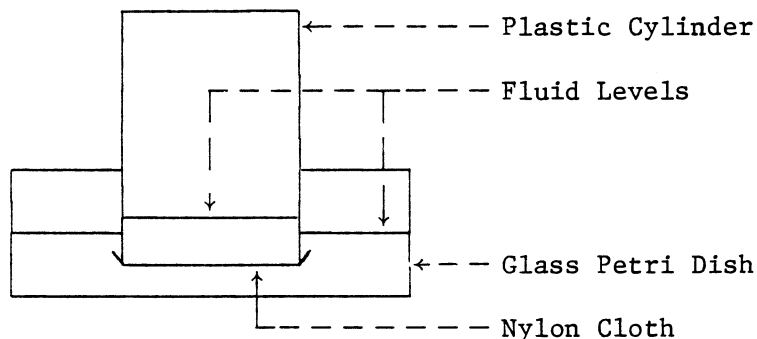 Plastic Cylinder
Fluid Levels
Glass Petri Dish
Nylon Cloth